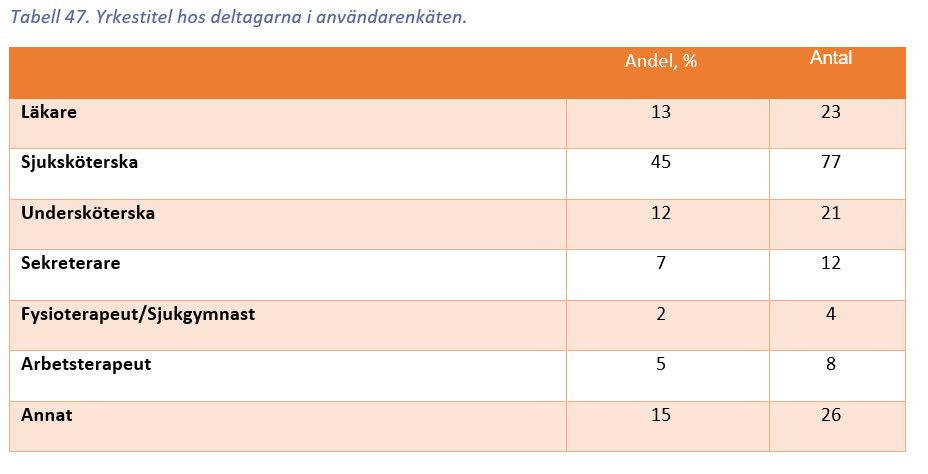 Tabell 47. Yrkestitel hos deltagarna i användarenkäten.
Andel, % Antal
Läkare 13 23
Sjuksköterska 45 77
Undersköterska 12 21
Sekreterare 7 12
Fysioterapeut/Sjukgymnast 2 4
Arbetsterapeut 5 8
Annat 15 26